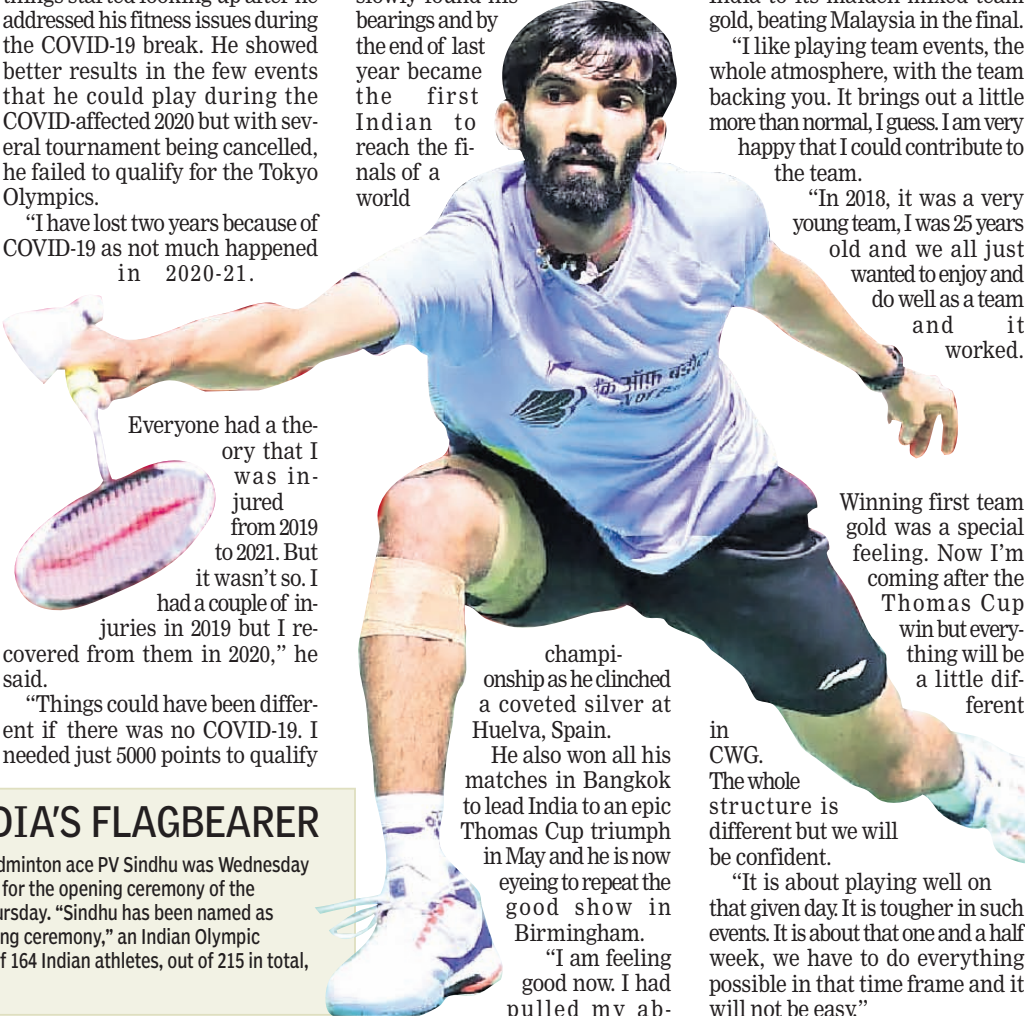 things started looking up after he
addressed his fitness issues during
the COVID-19 break. He showed
better results in the few events
that he could play during the
COVID-affected 2020 but with sev-
eral tournament being cancelled,
he failed to qualify for the Tokyo
Olympics.
“I have lost two years because of
COVID-19 as not much happened
in 2020-21.
Everyone had a the-
ory that I
was in-
jured
from 2019
to 2021. But
it wasn’t so. I
had a couple of in-
juries in 2019 but I re-
covered from them in 2020,” he
said.
“Things could have been differ-
ent if there was no COVID-19. I
needed just 5000 points to qualify
slowly found his
bearings and by
the end of last
year became
the first
Indian to
reach the fi-
nals of a
world
champi-
onship as he clinched
a coveted silver at
Huelva, Spain.
He also won all his
matches in Bangkok
to lead India to an epic
Thomas Cup triumph
in May and he is now
eyeing to repeat the
good show in
Birmingham.
“I am feeling
good now. I had
pulled my ab-
India to its maiden mixed team
gold, beating Malaysia in the final.
“I like playing team events, the
whole atmosphere, with the team
backing you. It brings out a little
more than normal, I guess. I am very
happy that I could contribute to
the team.
“In 2018, it was a very
young team, I was 25 years
old and we all just
wanted to enjoy and
do well as a team
and it
worked.
Winning first team
gold was a special
feeling. Now I’m
coming after the
Thomas Cup
win but every-
thing will be
a little dif-
ferent
in
CWG.
The whole
structure is
different but we will
be confident.
“It is about playing well on
that given day. It is tougher in such
events. It is about that one and a half
week, we have to do everything
possible in that time frame and it
will not be easy.”
DIA’S FLAGBEARER
dminton ace PV Sindhu was Wednesday
for the opening ceremony of the
ursday. “Sindhu has been named as
ng ceremony,” an Indian Olympic
f 164 Indian athletes, out of 215 in total,
ऑफ़ बड़ौदा